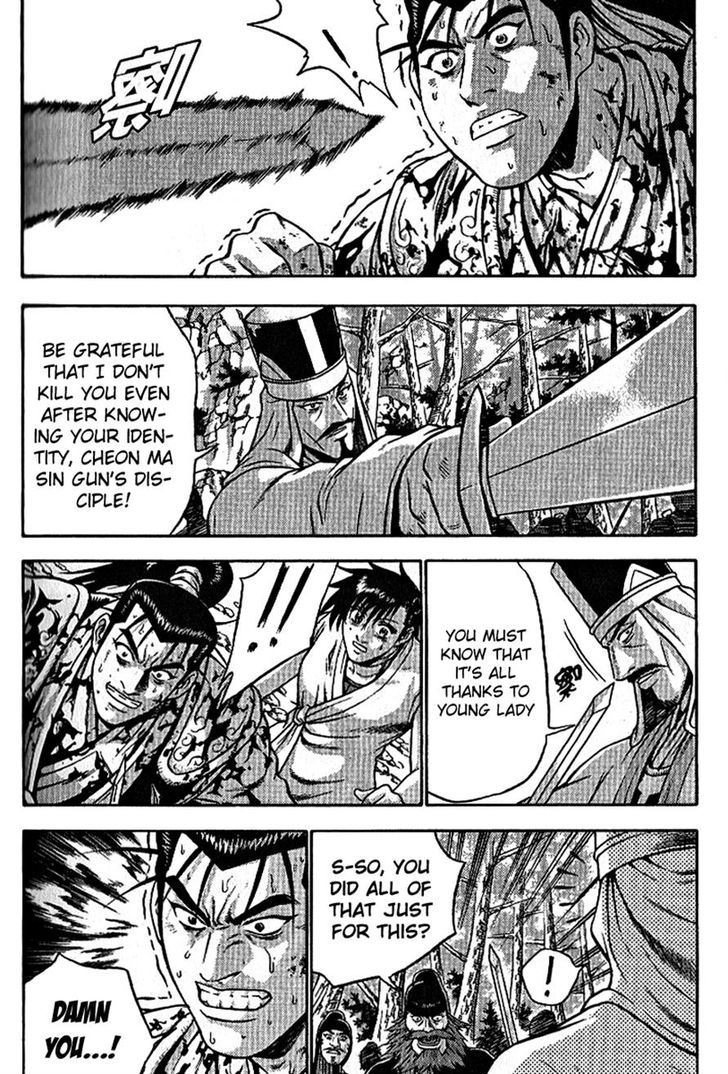 !
BE GRATEFUL
THAT I DON'T
KILL YOU EVEN
AFTER KNOW-
ING YOUR IDEN-
TITY, CHEON MA
SIN GUN'S DIS-
CIPLE!
YOU MUST
KNOW THAT
IT'S ALL
THANKS TO
YOUNG LADY
!!
S-SO, YOU
DID ALL OF
THAT JUST
FOR THIS?
!
DAMN
YOU...!